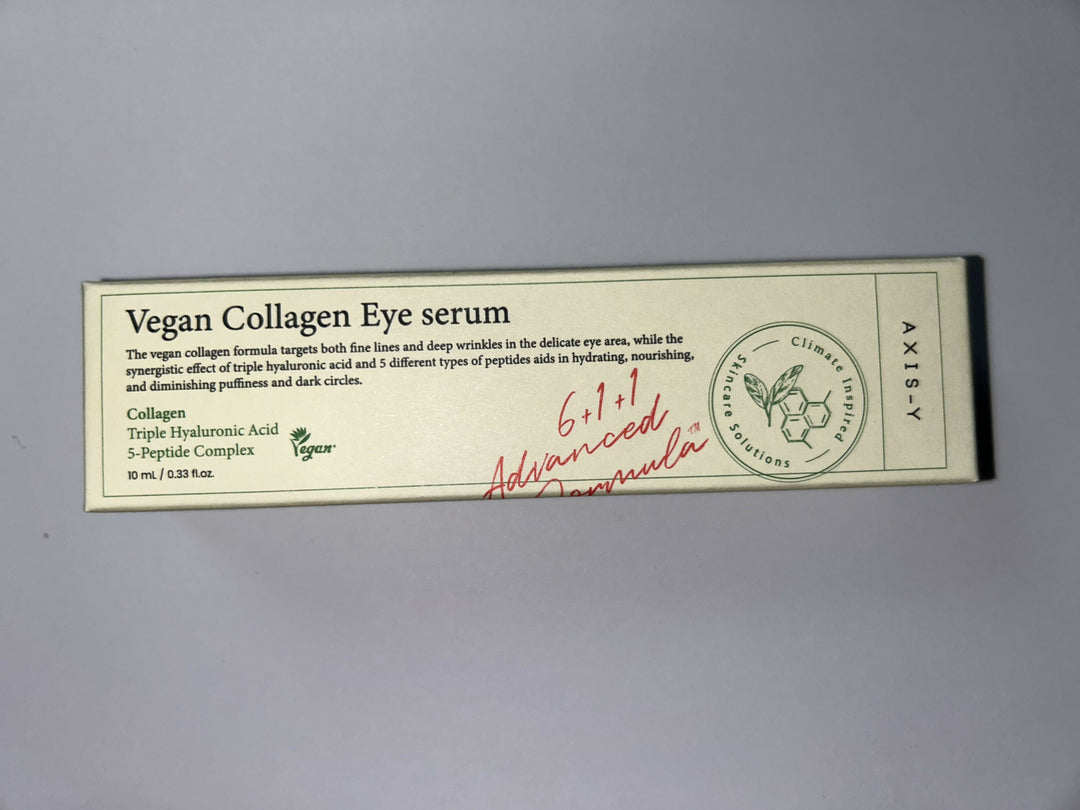 Vegan Collagen Eye serum
The vegan collagen formula targets both fine lines and deep wrinkles in the delicate eye area, while the
synergistic effect of triple hyaluronic acid and 5 different types of peptides aids in hydrating, nourishing,
and diminishing puffiness and dark circles.
Collagen
Triple Hyaluronic Acid
5-Peptide Complex
Vegan
10 mL / 0.33 fl.oz.
6+1+1
Advanced
Formula™
Climate Inspired
Skincare Solutions
AXIS-Y